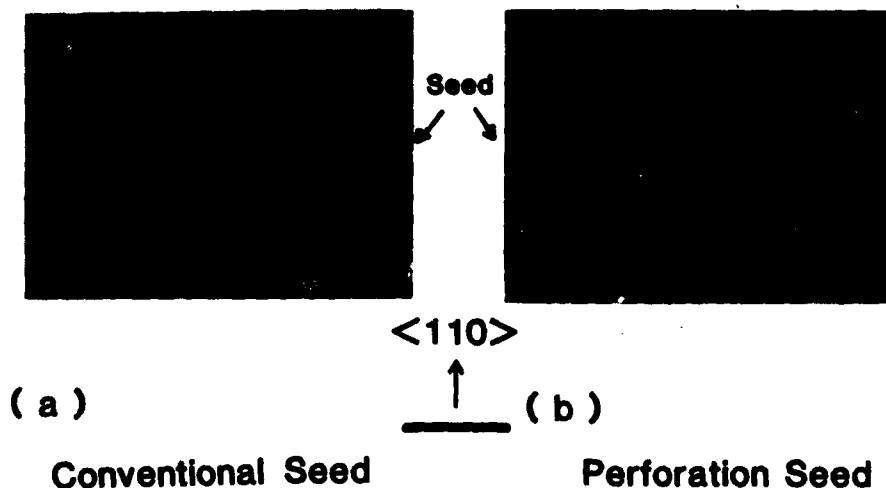 Seed
<110>
( a )
( b )
Conventional Seed
Perforation Seed